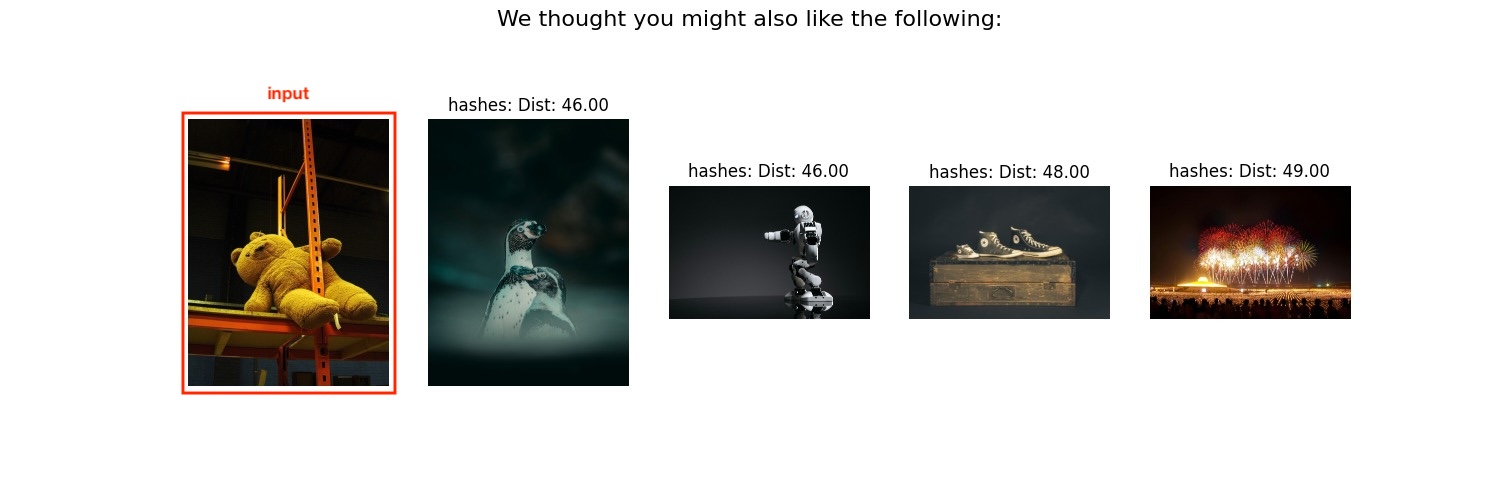 We thought you might also like the following:
input
hashes: Dist: 46.00
hashes: Dist: 46.00
hashes: Dist: 48.00
hashes: Dist: 49.00